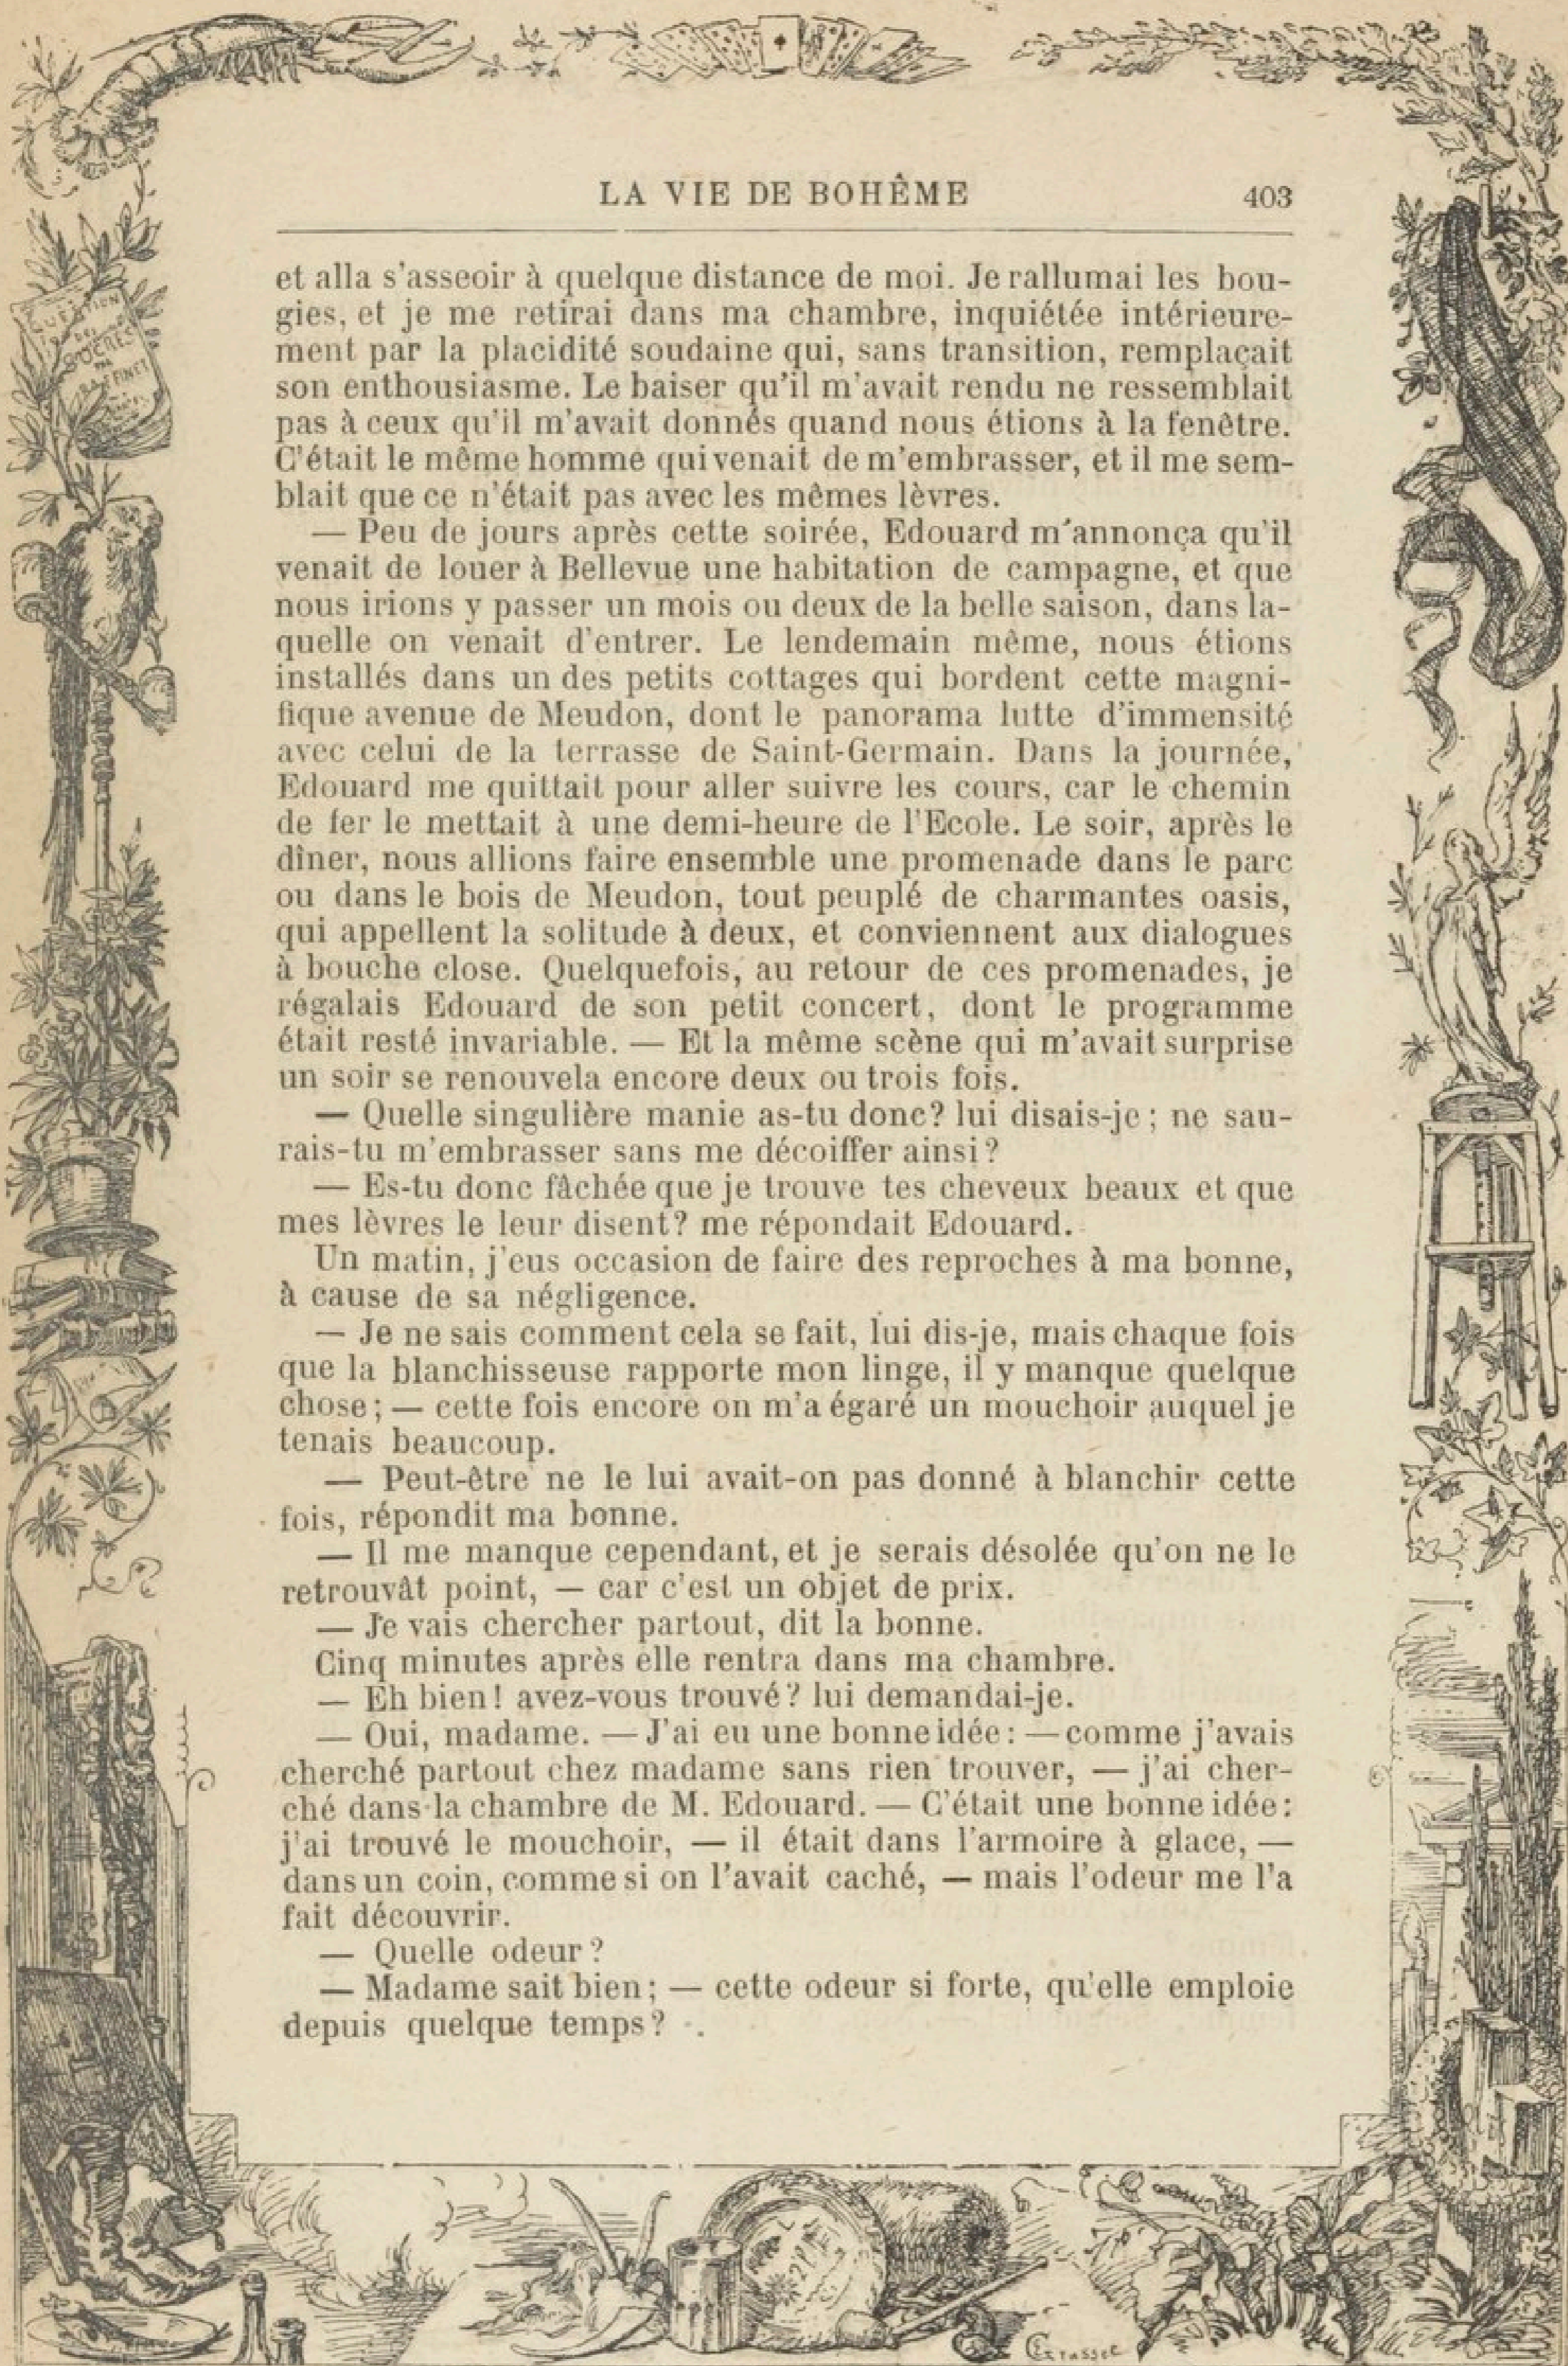 LA VIE DE BOHÊME 403
et alla s'asseoir à quelque distance de moi. Je rallumai les bou-
gies, et je me retirai dans ma chambre, inquiétée intérieure-
ment par la placidité soudaine qui, sans transition, remplaçait
son enthousiasme. Le baiser qu'il m'avait rendu ne ressemblait
pas à ceux qu'il m'avait donnés quand nous étions à la fenêtre.
C'était le même homme qui venait de m'embrasser, et il me sem-
blait que ce n'était pas avec les mêmes lèvres.
— Peu de jours après cette soirée, Edouard m'annonça qu'il
venait de louer à Bellevue une habitation de campagne, et que
nous irions y passer un mois ou deux de la belle saison, dans la-
quelle on venait d'entrer. Le lendemain même, nous étions
installés dans un des petits cottages qui bordent cette magni-
fique avenue de Meudon, dont le panorama lutte d'immensité
avec celui de la terrasse de Saint-Germain. Dans la journée,
Edouard me quittait pour aller suivre les cours, car le chemin
de fer le mettait à une demi-heure de l'Ecole. Le soir, après le
dîner, nous allions faire ensemble une promenade dans le parc
ou dans le bois de Meudon, tout peuplé de charmantes oasis,
qui appellent la solitude à deux, et conviennent aux dialogues
à bouche close. Quelquefois, au retour de ces promenades, je
régalais Edouard de son petit concert, dont le programme
était resté invariable. — Et la même scène qui m'avait surprise
un soir se renouvela encore deux ou trois fois.
— Quelle singulière manie as-tu donc? lui disais-je; ne sau-
rais-tu m'embrasser sans me décoiffer ainsi?
— Es-tu donc fâchée que je trouve tes cheveux beaux et que
mes lèvres le leur disent? me répondait Edouard.
Un matin, j'eus occasion de faire des reproches à ma bonne,
à cause de sa négligence.
— Je ne sais comment cela se fait, lui dis-je, mais chaque fois
que la blanchisseuse rapporte mon linge, il y manque quelque
chose; — cette fois encore on m'a égaré un mouchoir auquel je
tenais beaucoup.
— Peut-être ne le lui avait-on pas donné à blanchir cette
fois, répondit ma bonne.
— Il me manque cependant, et je serais désolée qu'on ne le
retrouvât point, — car c'est un objet de prix.
— Je vais chercher partout, dit la bonne.
Cinq minutes après elle rentra dans ma chambre.
— Eh bien! avez-vous trouvé? lui demandai-je.
— Oui, madame. — J'ai eu une bonne idée: — comme j'avais
cherché partout chez madame sans rien trouver, — j'ai cher-
ché dans la chambre de M. Edouard. — C'était une bonne idée:
j'ai trouvé le mouchoir, — il était dans l'armoire à glace, —
dans un coin, comme si on l'avait caché, — mais l'odeur me l'a
fait découvrir.
— Quelle odeur?
— Madame sait bien; — cette odeur si forte, qu'elle emploie
depuis quelque temps?